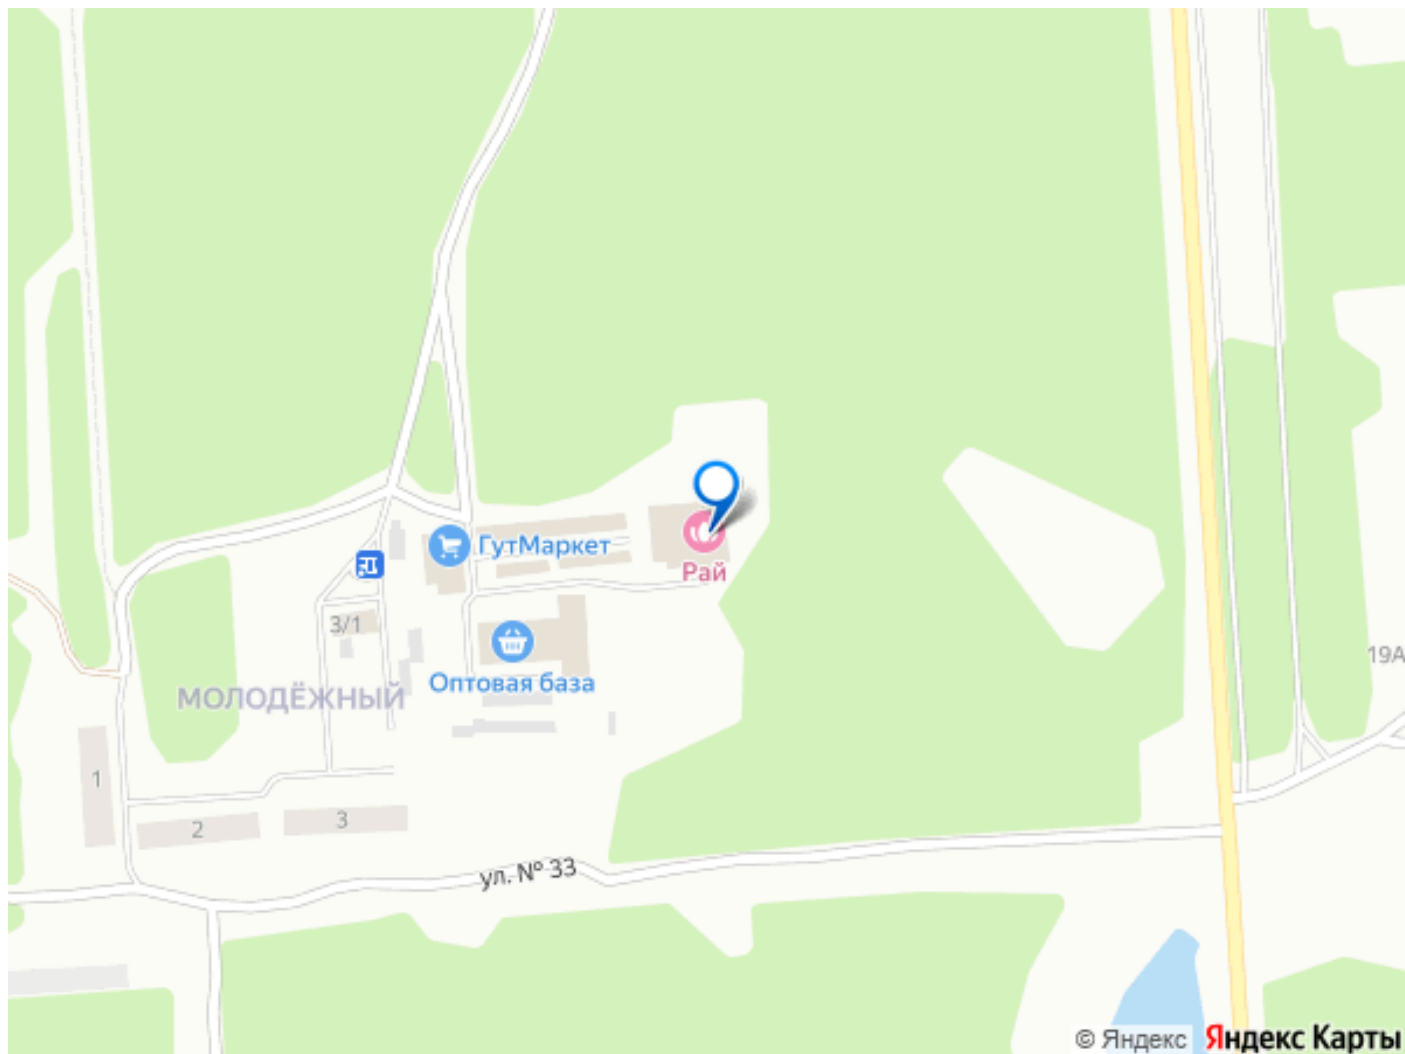 ГутМаркет
Рай
3/1
Оптовая база
МОЛОДЁЖНЫЙ
19А
1
2
3
ул. № 33
© Яндекс Яндекс Карты